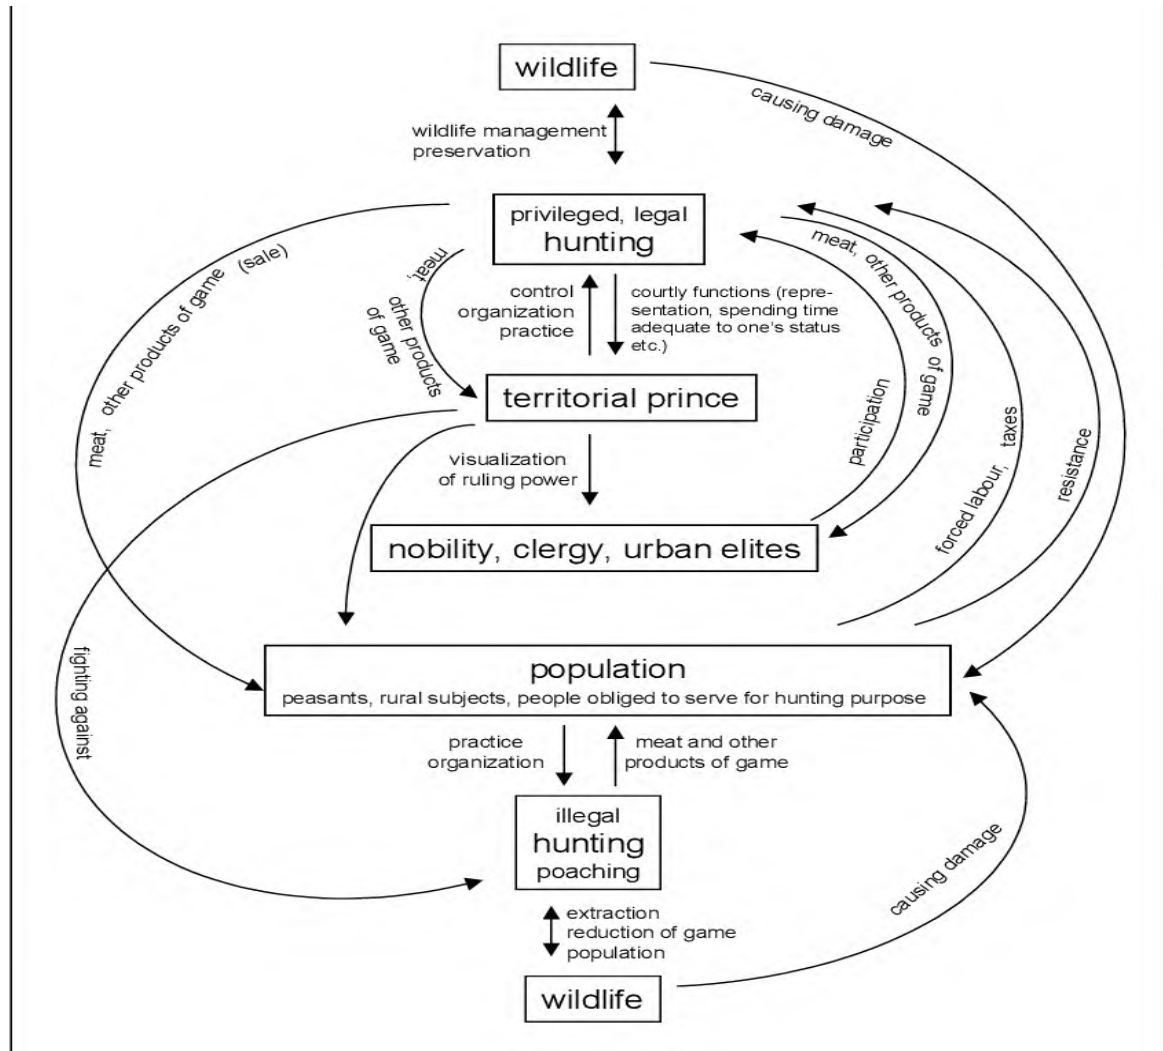 wildlife
causing damage
wildlife management
preservation
privileged, legal
hunting
meat, other products of game (sale)
meat,
other products
of game
control
organization
practice
courtly functions (repre-
sentation, spending time
adequate to one's status
etc.)
meat, other products of game
participation
forced labour, taxes
resistance
territorial prince
visualization
of ruling power
nobility, clergy, urban elites
fighting against
population
peasants, rural subjects, people obliged to serve for hunting purpose
practice
organization
meat and other
products of game
illegal
hunting
poaching
causing damage
extraction
reduction of game
population
wildlife